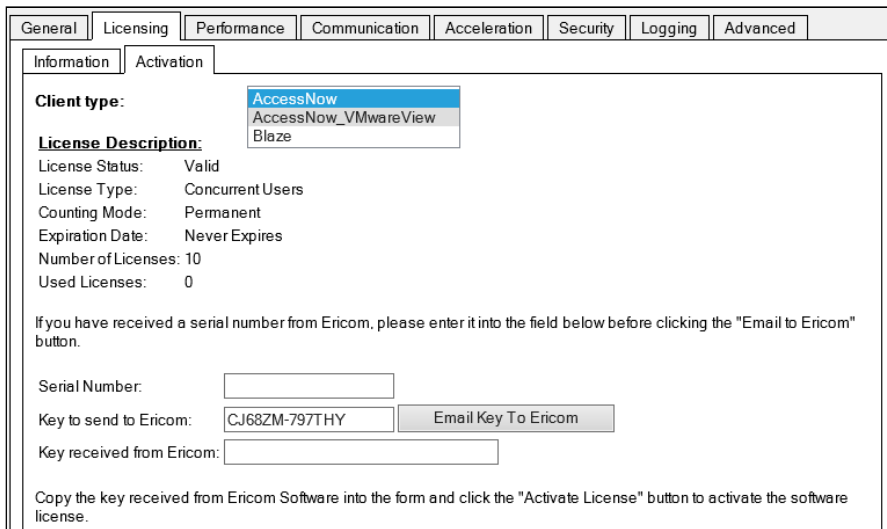 General Licensing Performance Communication Acceleration Security Logging Advanced
Information Activation
Client type: AccessNow
AccessNow_VMwareView
Blaze
License Description:
License Status: Valid
License Type: Concurrent Users
Counting Mode: Permanent
Expiration Date: Never Expires
Number of Licenses: 10
Used Licenses: 0
If you have received a serial number from Ericom, please enter it into the field below before clicking the "Email to Ericom"
button.
Serial Number:
Key to send to Ericom: CJ68ZM-797THY Email Key To Ericom
Key received from Ericom:
Copy the key received from Ericom Software into the form and click the "Activate License" button to activate the software
license.